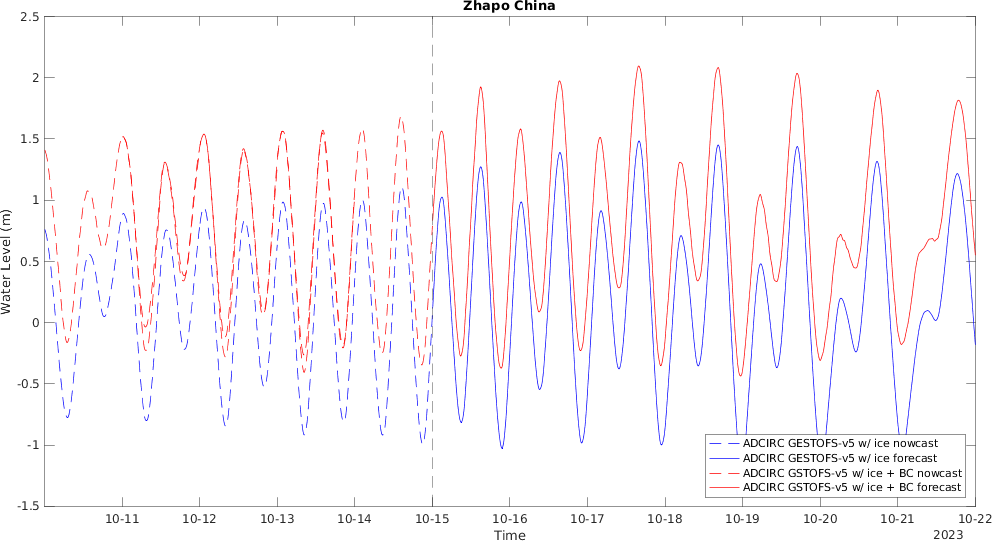 Zhapo China
2.5
2
1.5
1
0.5
0
-0.5
-1
-1.5
Water Level (m)
10-11 10-12 10-13 10-14 10-15 10-16 10-17 10-18 10-19 10-20 10-21 10-22
Time
2023
ADCIRC GESTOFS-v5 w/ ice nowcast
ADCIRC GESTOFS-v5 w/ ice forecast
ADCIRC GSTOFS-v5 w/ ice + BC nowcast
ADCIRC GSTOFS-v5 w/ ice + BC forecast